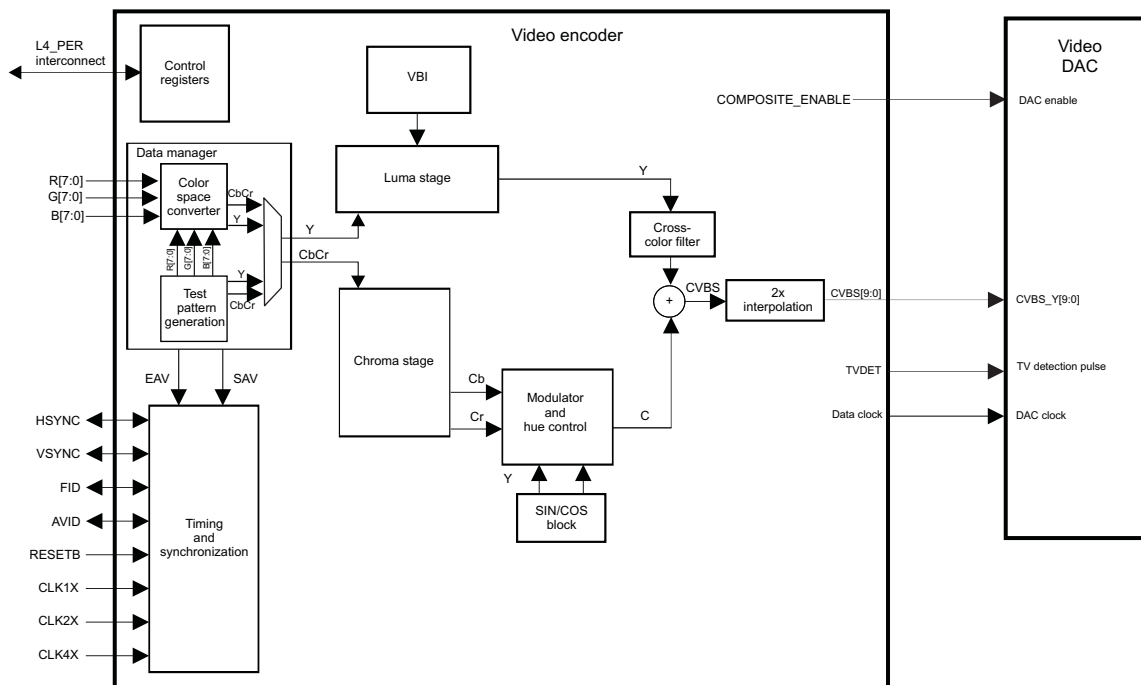 Video encoder
Video
DAC
L4_PER
interconnect
Control
registers
VBI
COMPOSITE_ENABLE
DAC enable
Data manager
R[7:0]
G[7:0]
B[7:0]
Color
space
converter
CbCr
Y
R[7:0]
G[7:0]
B[7:0]
Test
pattern
generation
Y
CbCr
Y
CbCr
Luma stage
Y
Cross-
color filter
+
CVBS
2x
interpolation
CVBS[9:0]
CVBS_Y[9:0]
Chroma stage
Cb
Cr
Modulator
and
hue control
C
Y
SIN/COS
block
TVDET
TV detection pulse
Data clock
DAC clock
EAV
SAV
HSYNC
VSYNC
FID
AVID
RESETB
CLK1X
CLK2X
CLK4X
Timing
and
synchronization